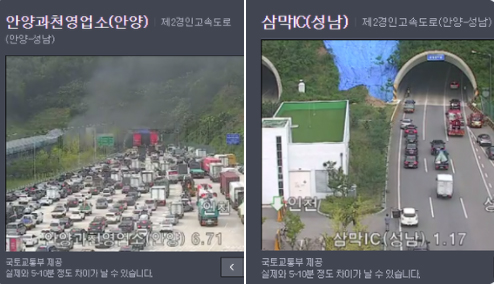 안양과천영업소(안양) | 제2경인고속도로
(안양-성남)
안양과천영업소(안양) 6.71
국토교통부 제공
실제와 5-10분 정도 차이가 날 수 있습니다.
삼막IC(성남) | 제2경인고속도로(안양-성남)
인천
삼막IC(성남) 1.17
국토교통부 제공
실제와 5-10분 정도 차이가 날 수 있습니다.